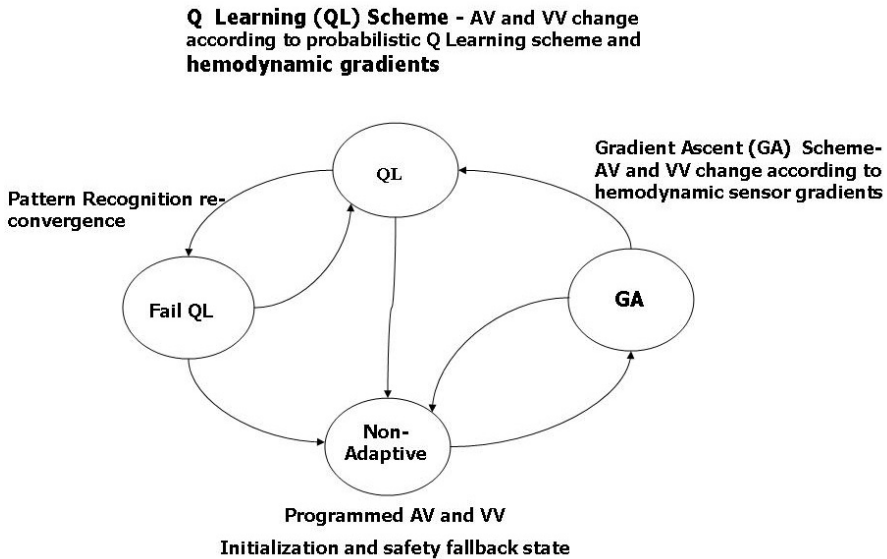 Q Learning (QL) Scheme - AV and VV change
according to probabilistic Q Learning scheme and
hemodynamic gradients
QL
Gradient Ascent (GA) Scheme-
AV and VV change according to
hemodynamic sensor gradients
Pattern Recognition re-
convergence
Fail QL
GA
Non-
Adaptive
Programmed AV and VV
Initialization and safety fallback state